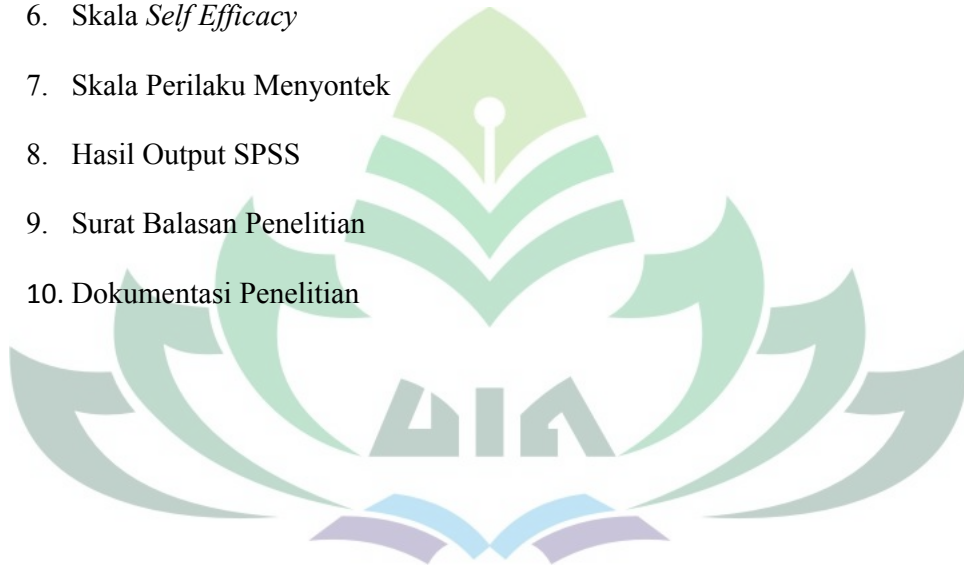 6. Skala Self Efficacy
7. Skala Perilaku Menyontek
8. Hasil Output SPSS
9. Surat Balasan Penelitian
10. Dokumentasi Penelitian
UIN